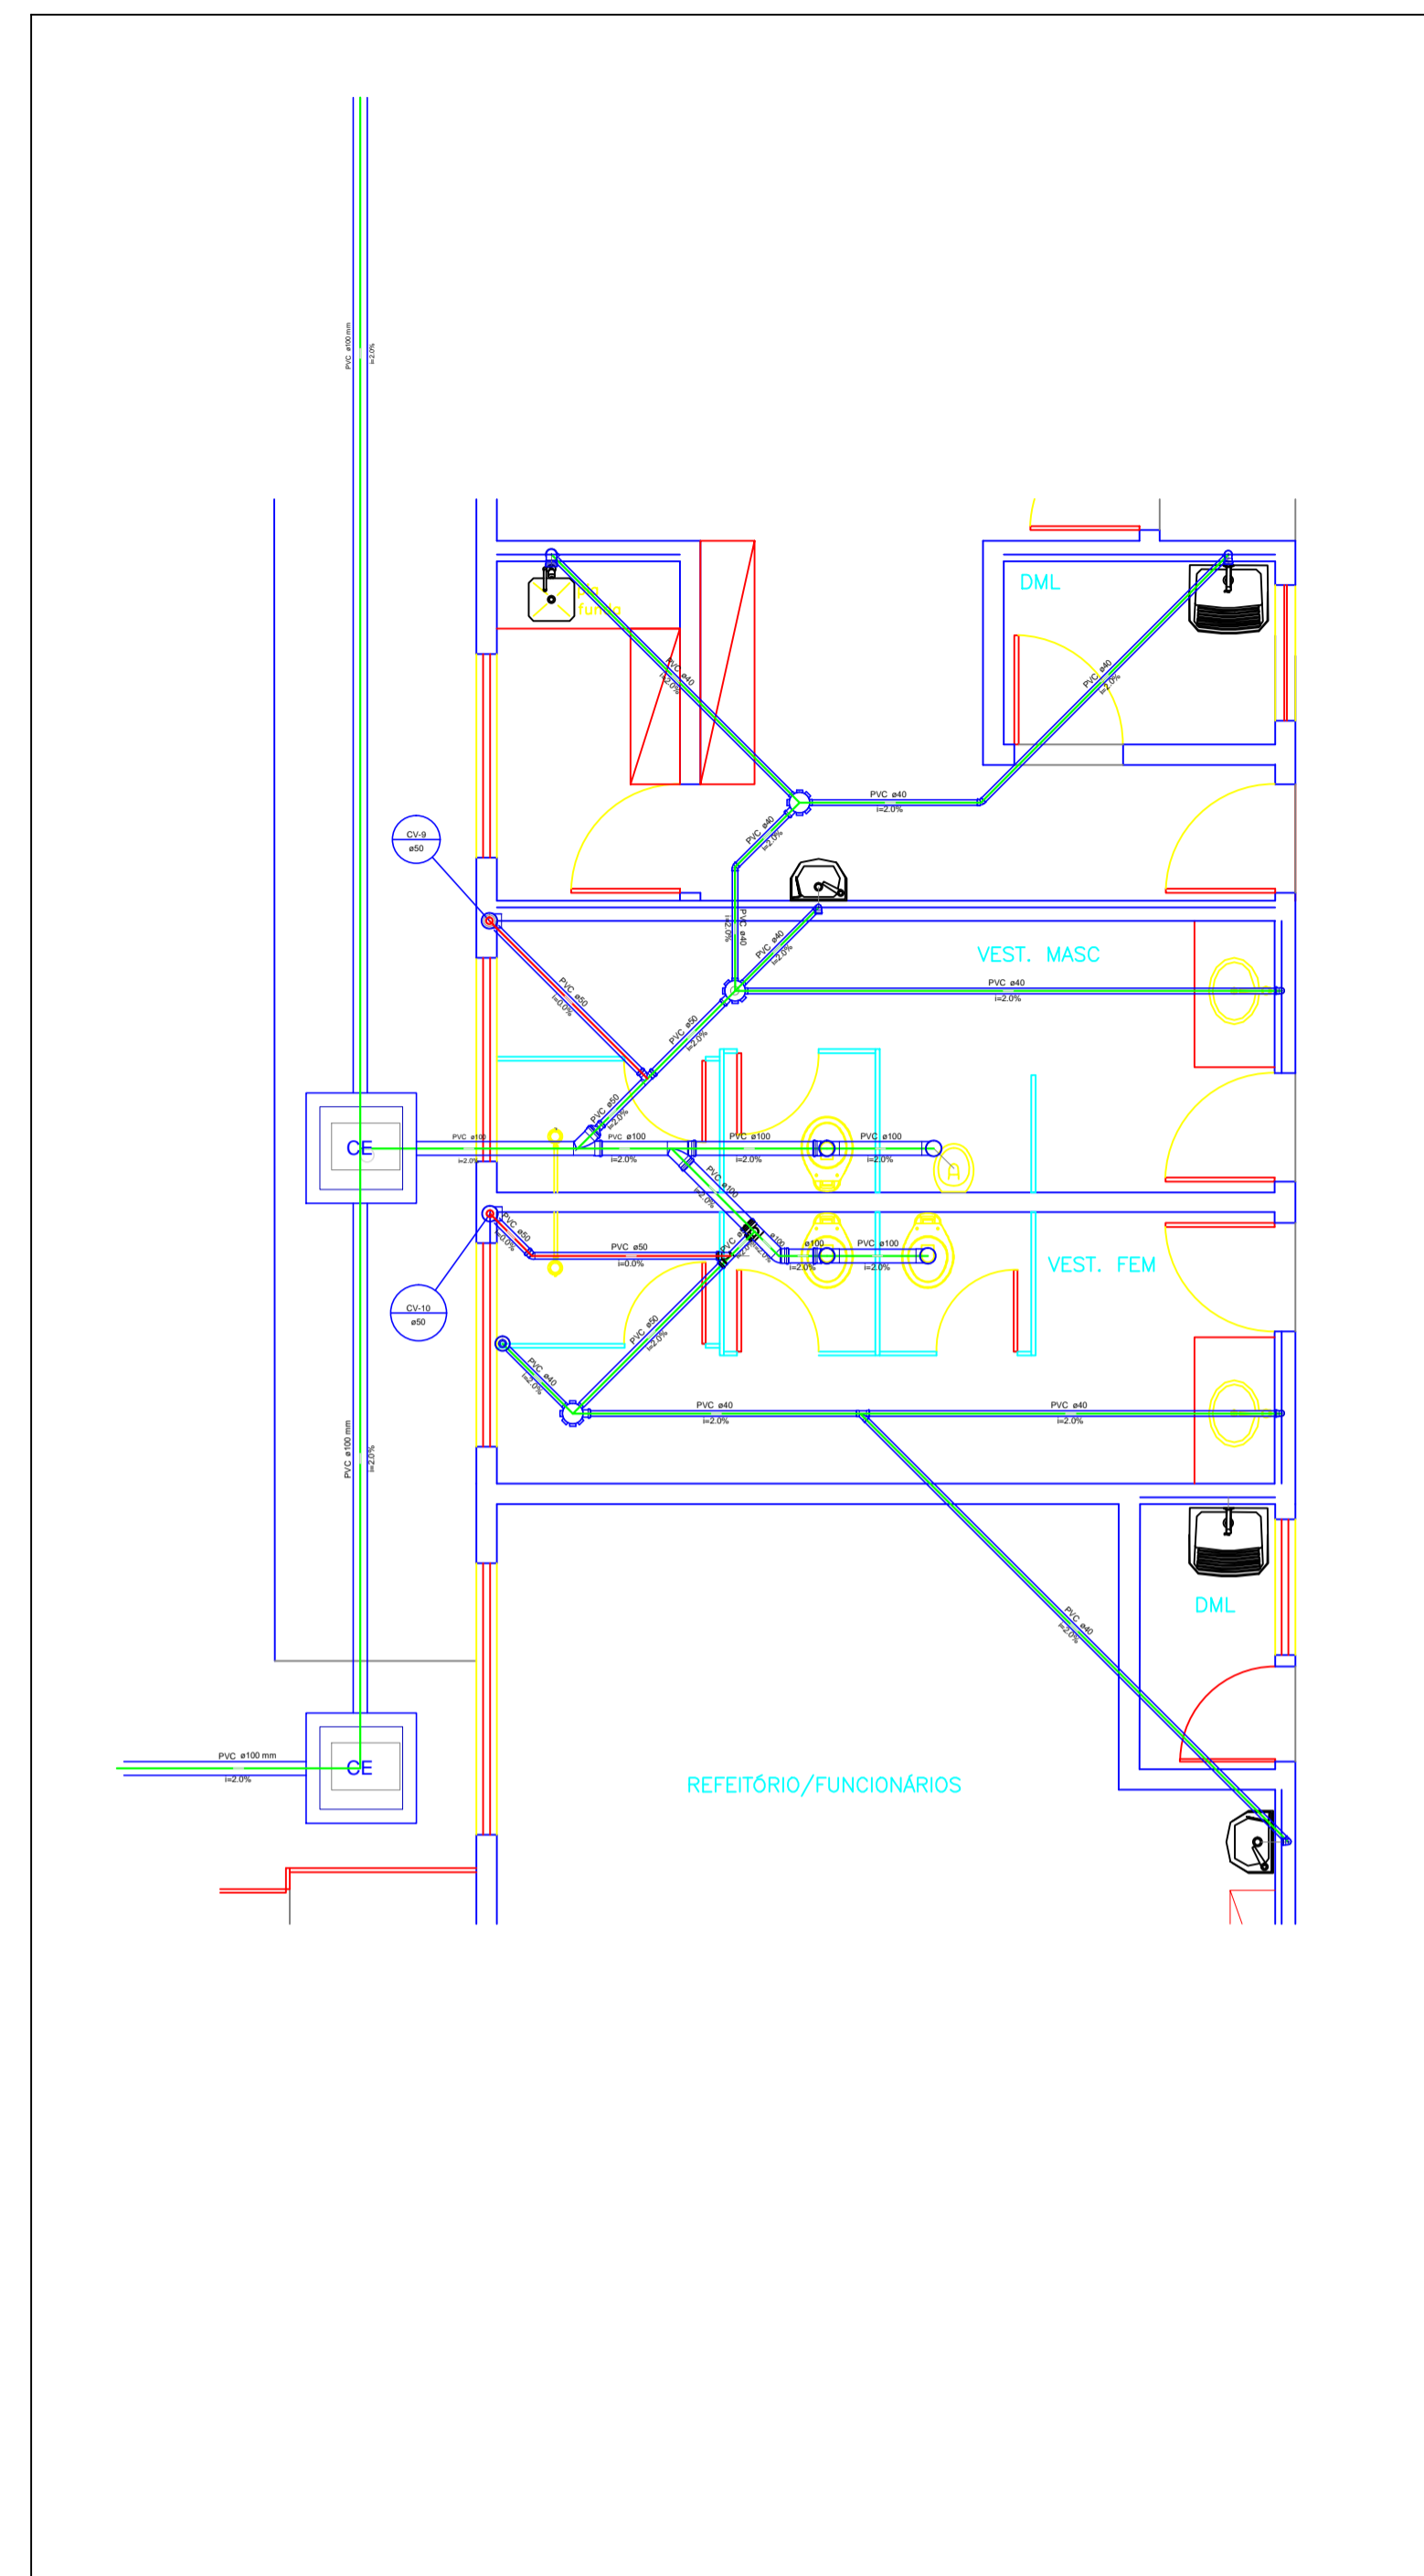 PVC ø100 mm
i=2.0%
DML
pia
funda
PVC ø40
i=2.0%
PVC ø40
i=2.0%
PVC ø40
i=2.0%
PVC ø40
i=2.0%
CV-9
ø50
PVC ø40
i=2.0%
PVC ø40
i=2.0%
VEST. MASC
PVC ø40
i=2.0%
PVC ø50
i=0.0%
PVC ø50
i=2.0%
PVC ø50
i=2.0%
CE
PVC ø100
i=2.0%
PVC ø100
i=2.0%
PVC ø100
i=2.0%
PVC ø100
i=2.0%
PVC ø100
i=2.0%
PVC ø50
i=0.0%
PVC ø50
i=0.0%
ø100
i=2.0%
ø100
i=2.0%
PVC ø100
i=2.0%
VEST. FEM
CV-10
ø50
PVC ø50
i=2.0%
PVC ø40
i=2.0%
PVC ø40
i=2.0%
PVC ø40
i=2.0%
PVC ø100 mm
i=2.0%
DML
PVC ø40
i=2.0%
PVC ø100 mm
i=2.0%
CE
REFEITÓRIO/FUNCIONÁRIOS